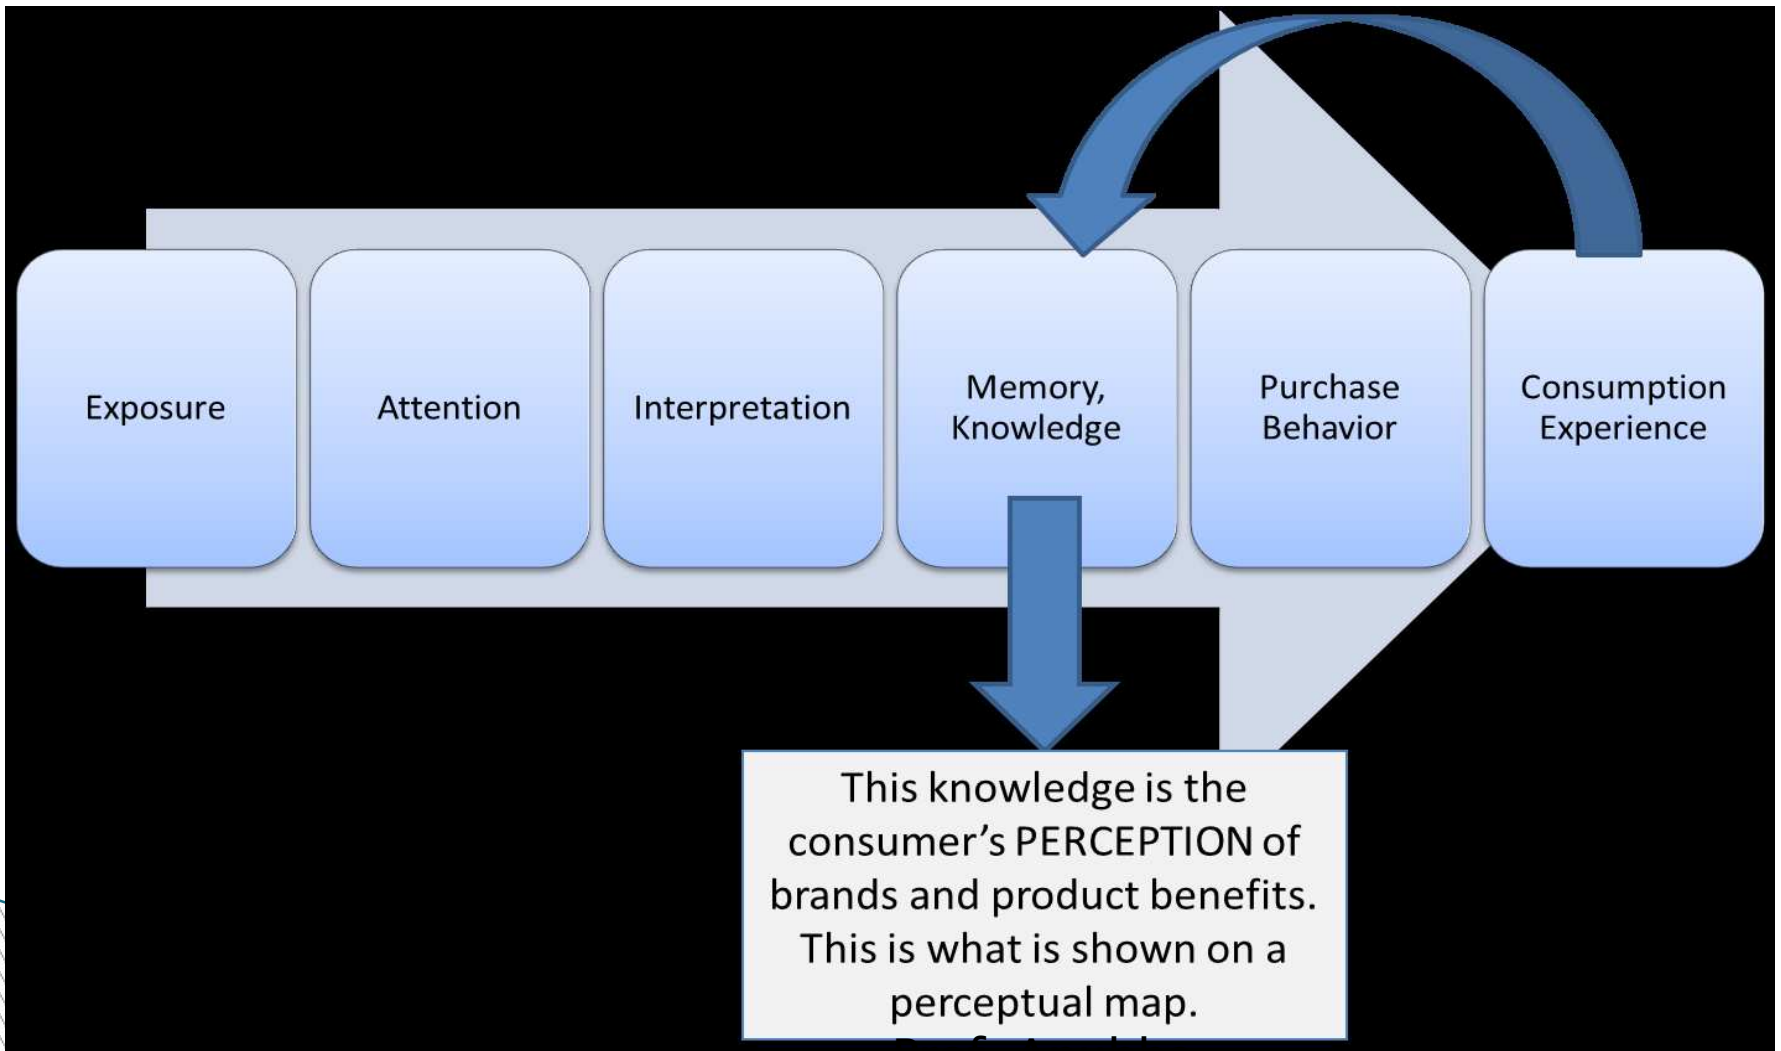 Exposure
Attention
Interpretation
Memory,
Knowledge
Purchase
Behavior
Consumption
Experience
This knowledge is the
consumer’s PERCEPTION of
brands and product benefits.
This is what is shown on a
perceptual map.